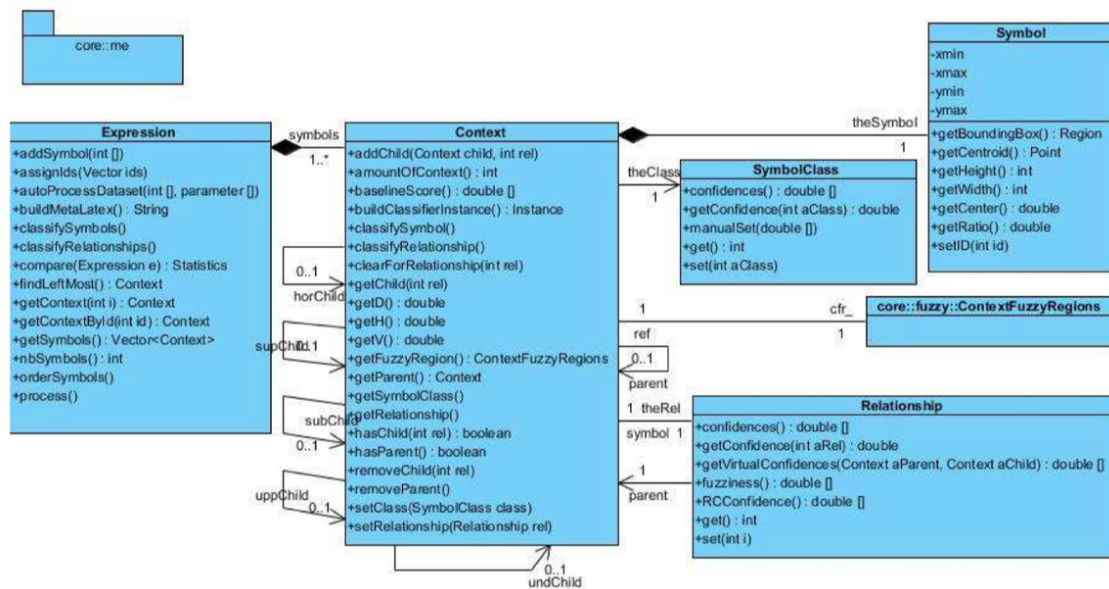 core::me
Expression
+addSymbol(int [])
+assignIds(Vector ids)
+autoProcessDataset(int [], parameter [])
+buildMetaLatex() : String
+classifySymbols()
+classifyRelationships()
+compare(Expression e) : Statistics
+findLeftMost() : Context
+getContext(int i) : Context
+getContextById(int id) : Context
+getSymbols() : Vector<Context>
+nbSymbols() : int
+orderSymbols()
+process()
symbols
1..*
Context
+addChild(Context child, int rel)
+amountOfContext() : int
+baselineScore() : double []
+buildClassifierInstance() : Instance
+classifySymbol()
+classifyRelationship()
+clearForRelationship(int rel)
+getChild(int rel)
+getD() : double
+getH() : double
+getV() : double
+getFuzzyRegion() : ContextFuzzyRegions
+getParent() : Context
+getSymbolClass()
+getRelationship()
+hasChild(int rel) : boolean
+hasParent() : boolean
+removeChild(int rel)
+removeParent()
+setClass(SymbolClass class)
+setRelationship(Relationship rel)
0..1
horChild
supChild
0..1
subChild
0..1
uppChild
0..1
0..1
undChild
theSymbol
1
theClass
1
Symbol
-xmin
-xmax
-ymin
-ymax
+getBoundingBox() : Region
+getCentroid() : Point
+getHeight() : int
+getWidth() : int
+getCenter() : double
+getRatio() : double
+setID(int id)
SymbolClass
+confidences() : double []
+getConfidence(int aClass) : double
+manualSet(double [])
+get() : int
+set(int aClass)
1
cfr_
1
core::fuzzy::ContextFuzzyRegions
ref
0..1
parent
1 theRel
symbol 1
1
parent
Relationship
+confidences() : double []
+getConfidence(int aRel) : double
+getVirtualConfidences(Context aParent, Context aChild) : double []
+fuzziness() : double []
+RCConfidence() : double []
+get() : int
+set(int i)